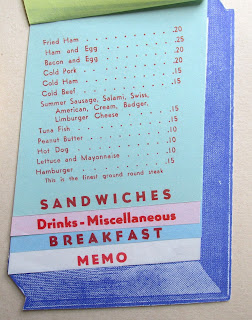 Fried Ham . . . . . . . . . .20
Ham and Egg . . . . . . . .25
Bacon and Egg . . . . . . .20
Cold Pork . . . . . . . . . .20
Cold Ham . . . . . . . . . .15
Cold Beef . . . . . . . . . .15
Summer Sausage, Salami, Swiss,
American, Cream, Badger,
Limburger Cheese . . . . .15
Tuna Fish . . . . . . . . . .15
Peanut Butter . . . . . . . .10
Hot Dog . . . . . . . . . .10
Lettuce and Mayonnaise . . . .10
Hamburger . . . . . . . . . .15
This is the finest ground round steak
SANDWICHES
Drinks - Miscellaneous
BREAKFAST
MEMO